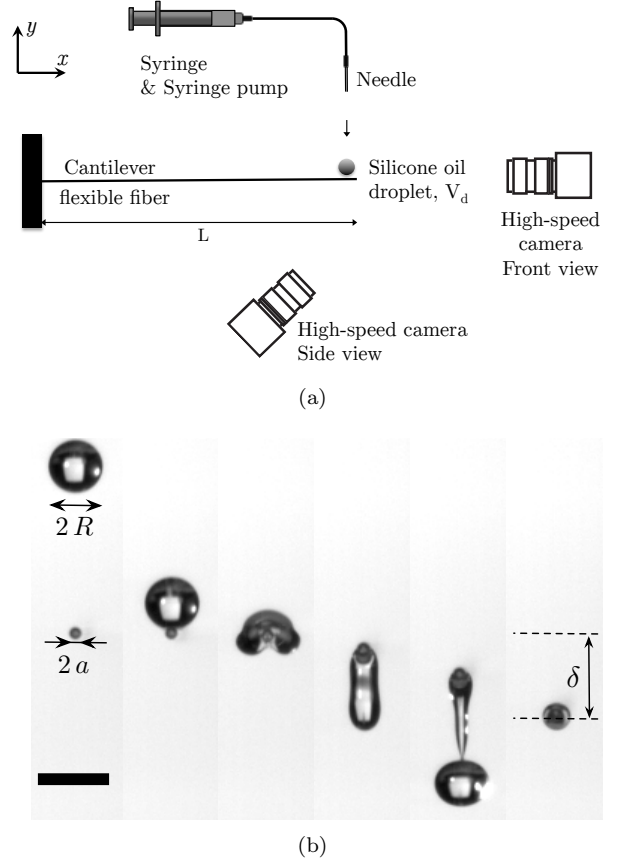 y
x
Syringe
& Syringe pump
Needle
Cantilever
flexible fiber
Silicone oil
droplet, V_d
L
High-speed
camera
Front view
High-speed camera
Side view
(a)
2 R
2 a
δ
(b)